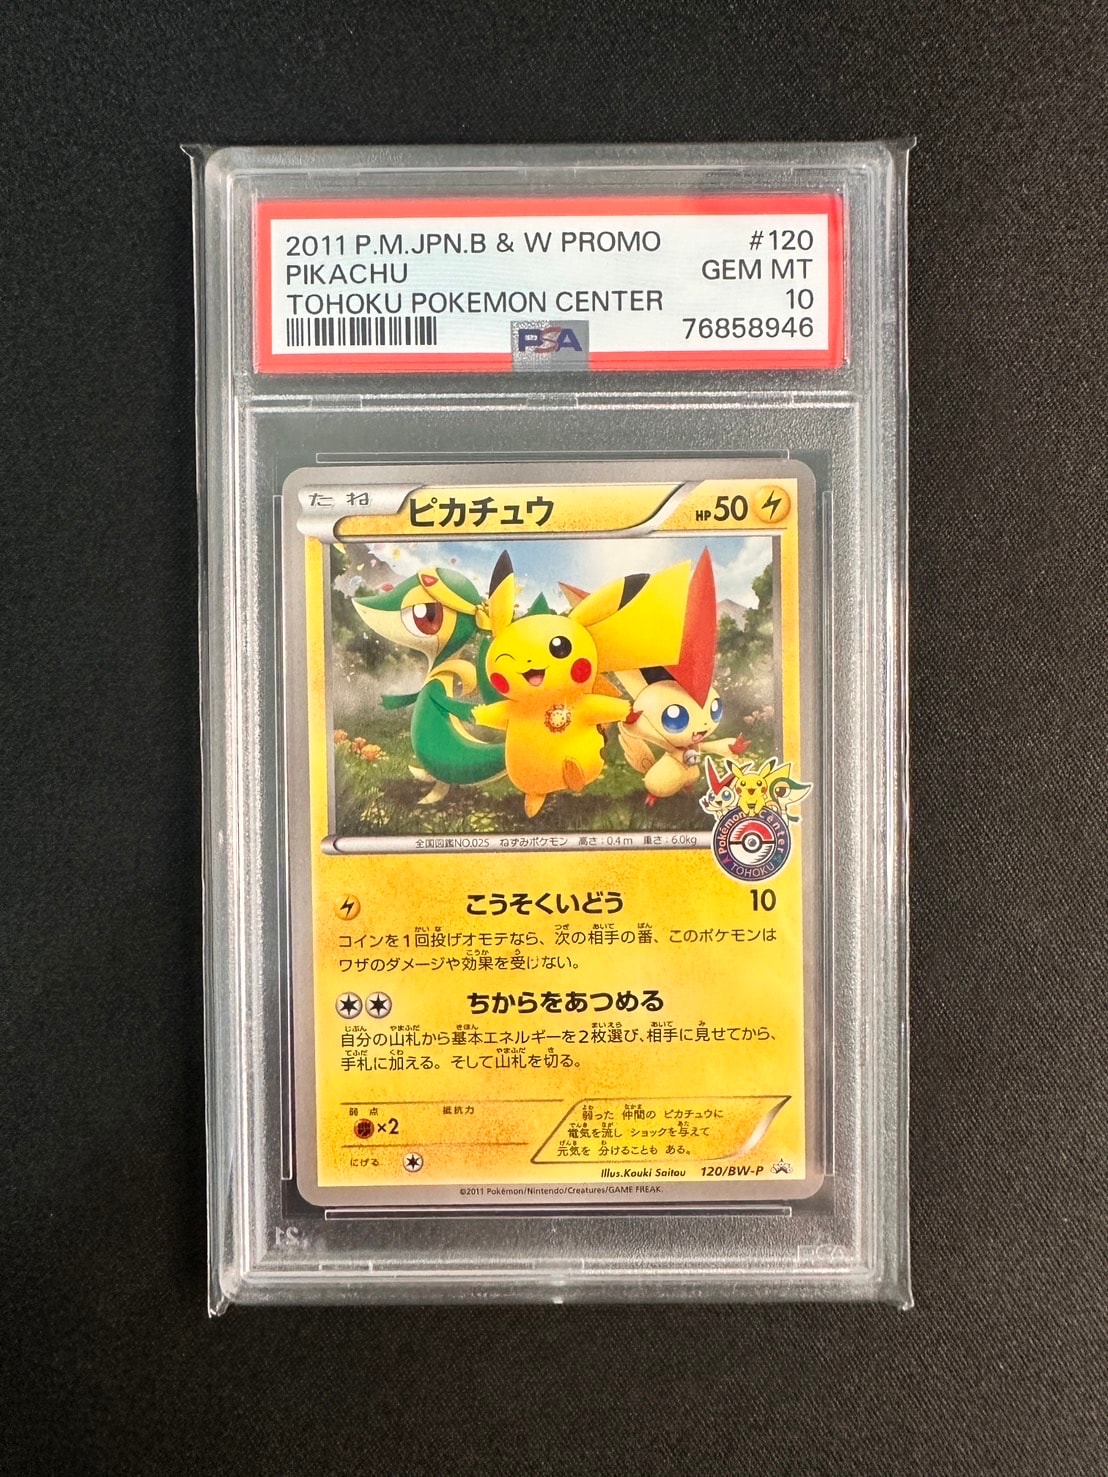 2011 P.M.JPN.B & W PROMO #120
PIKACHU GEM MT
TOHOKU POKEMON CENTER 10
76858946
PSA
たね ピカチュウ HP50
全国図鑑NO.025 ねずみポケモン 高さ:0.4m 重さ:6.0kg
Pokémon Center
TOHOKU
こうそくいどう 10
コインを1回投げオモテなら、次の相手の番、このポケモンは
ワザのダメージや効果を受けない。
ちからをあつめる
自分の山札から基本エネルギーを2枚選び、相手に見せてから、
手札に加える。そして山札を切る。
弱点 抵抗力
×2
にげる
弱った 仲間の ピカチュウに
電気を流し ショックを与えて
元気を 分けることも ある。
Illus.Kouki Saitou 120/BW-P
©2011 Pokémon/Nintendo/Creatures/GAME FREAK.